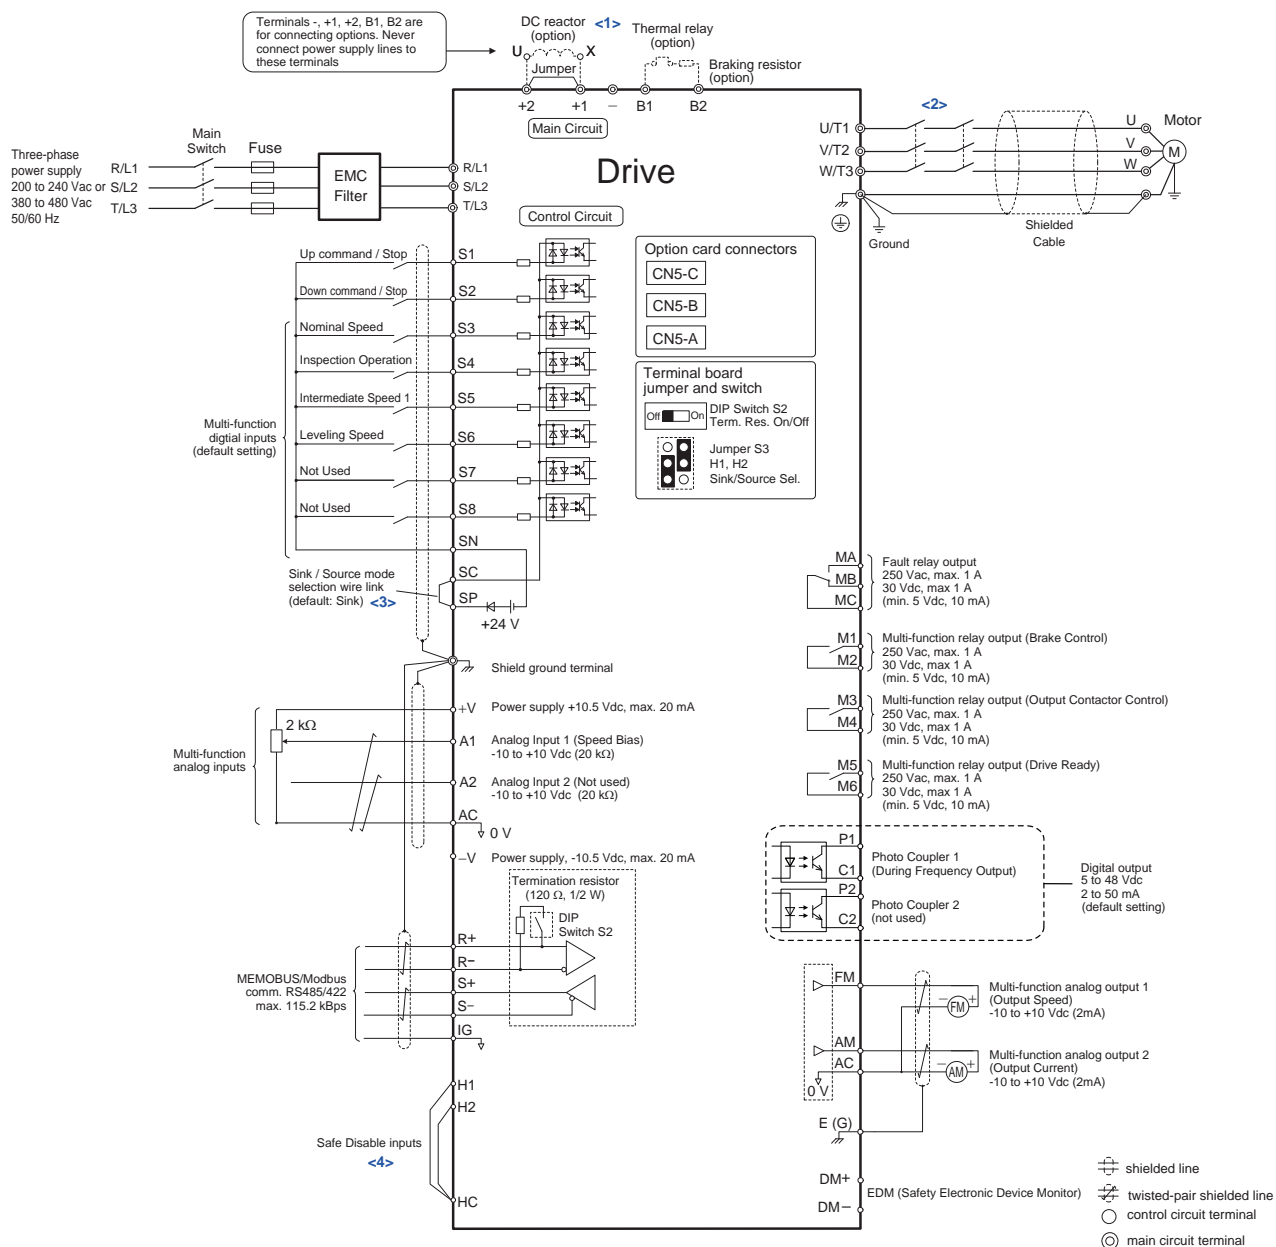 Terminals -, +1, +2, B1, B2 are
for connecting options. Never
connect power supply lines to
these terminals
DC reactor <1>
(option)
U X
Jumper
Thermal relay
(option)
Braking resistor
(option)
+2 +1 − B1 B2
Main Circuit
Drive
Three-phase
power supply
200 to 240 Vac or
380 to 480 Vac
50/60 Hz
R/L1
S/L2
T/L3
Main
Switch
Fuse
EMC
Filter
R/L1
S/L2
T/L3
<2>
U/T1
V/T2
W/T3
U
V
W
Motor
M
Ground
Shielded
Cable
Control Circuit
Up command / Stop S1
Down command / Stop S2
Nominal Speed S3
Inspection Operation S4
Intermediate Speed 1 S5
Leveling Speed S6
Not Used S7
Not Used S8
Multi-function
digtial inputs
(default setting)
SN
SC
SP
+24 V
Sink / Source mode
selection wire link
(default: Sink) <3>
Option card connectors
CN5-C
CN5-B
CN5-A
Terminal board
jumper and switch
Off On
DIP Switch S2
Term. Res. On/Off
Jumper S3
H1, H2
Sink/Source Sel.
Shield ground terminal
Multi-function
analog inputs
2 kΩ
+V Power supply +10.5 Vdc, max. 20 mA
A1 Analog Input 1 (Speed Bias)
-10 to +10 Vdc (20 kΩ)
A2 Analog Input 2 (Not used)
-10 to +10 Vdc (20 kΩ)
AC
0 V
−V Power supply, -10.5 Vdc, max. 20 mA
Termination resistor
(120 Ω, 1/2 W)
DIP
Switch S2
MEMOBUS/Modbus
comm. RS485/422
max. 115.2 kBps
R+
R−
S+
S−
IG
H1
H2
Safe Disable inputs
<4>
HC
MA
MB
MC
Fault relay output
250 Vac, max. 1 A
30 Vdc, max 1 A
(min. 5 Vdc, 10 mA)
M1
M2
Multi-function relay output (Brake Control)
250 Vac, max. 1 A
30 Vdc, max 1 A
(min. 5 Vdc, 10 mA)
M3
M4
Multi-function relay output (Output Contactor Control)
250 Vac, max. 1 A
30 Vdc, max 1 A
(min. 5 Vdc, 10 mA)
M5
M6
Multi-function relay output (Drive Ready)
250 Vac, max. 1 A
30 Vdc, max 1 A
(min. 5 Vdc, 10 mA)
P1
C1
Photo Coupler 1
(During Frequency Output)
P2
C2
Photo Coupler 2
(not used)
Digital output
5 to 48 Vdc
2 to 50 mA
(default setting)
FM
− FM +
Multi-function analog output 1
(Output Speed)
-10 to +10 Vdc (2mA)
AM
AC
− AM +
Multi-function analog output 2
(Output Current)
-10 to +10 Vdc (2mA)
0 V
E (G)
DM+
DM−
EDM (Safety Electronic Device Monitor)
shielded line
twisted-pair shielded line
control circuit terminal
main circuit terminal